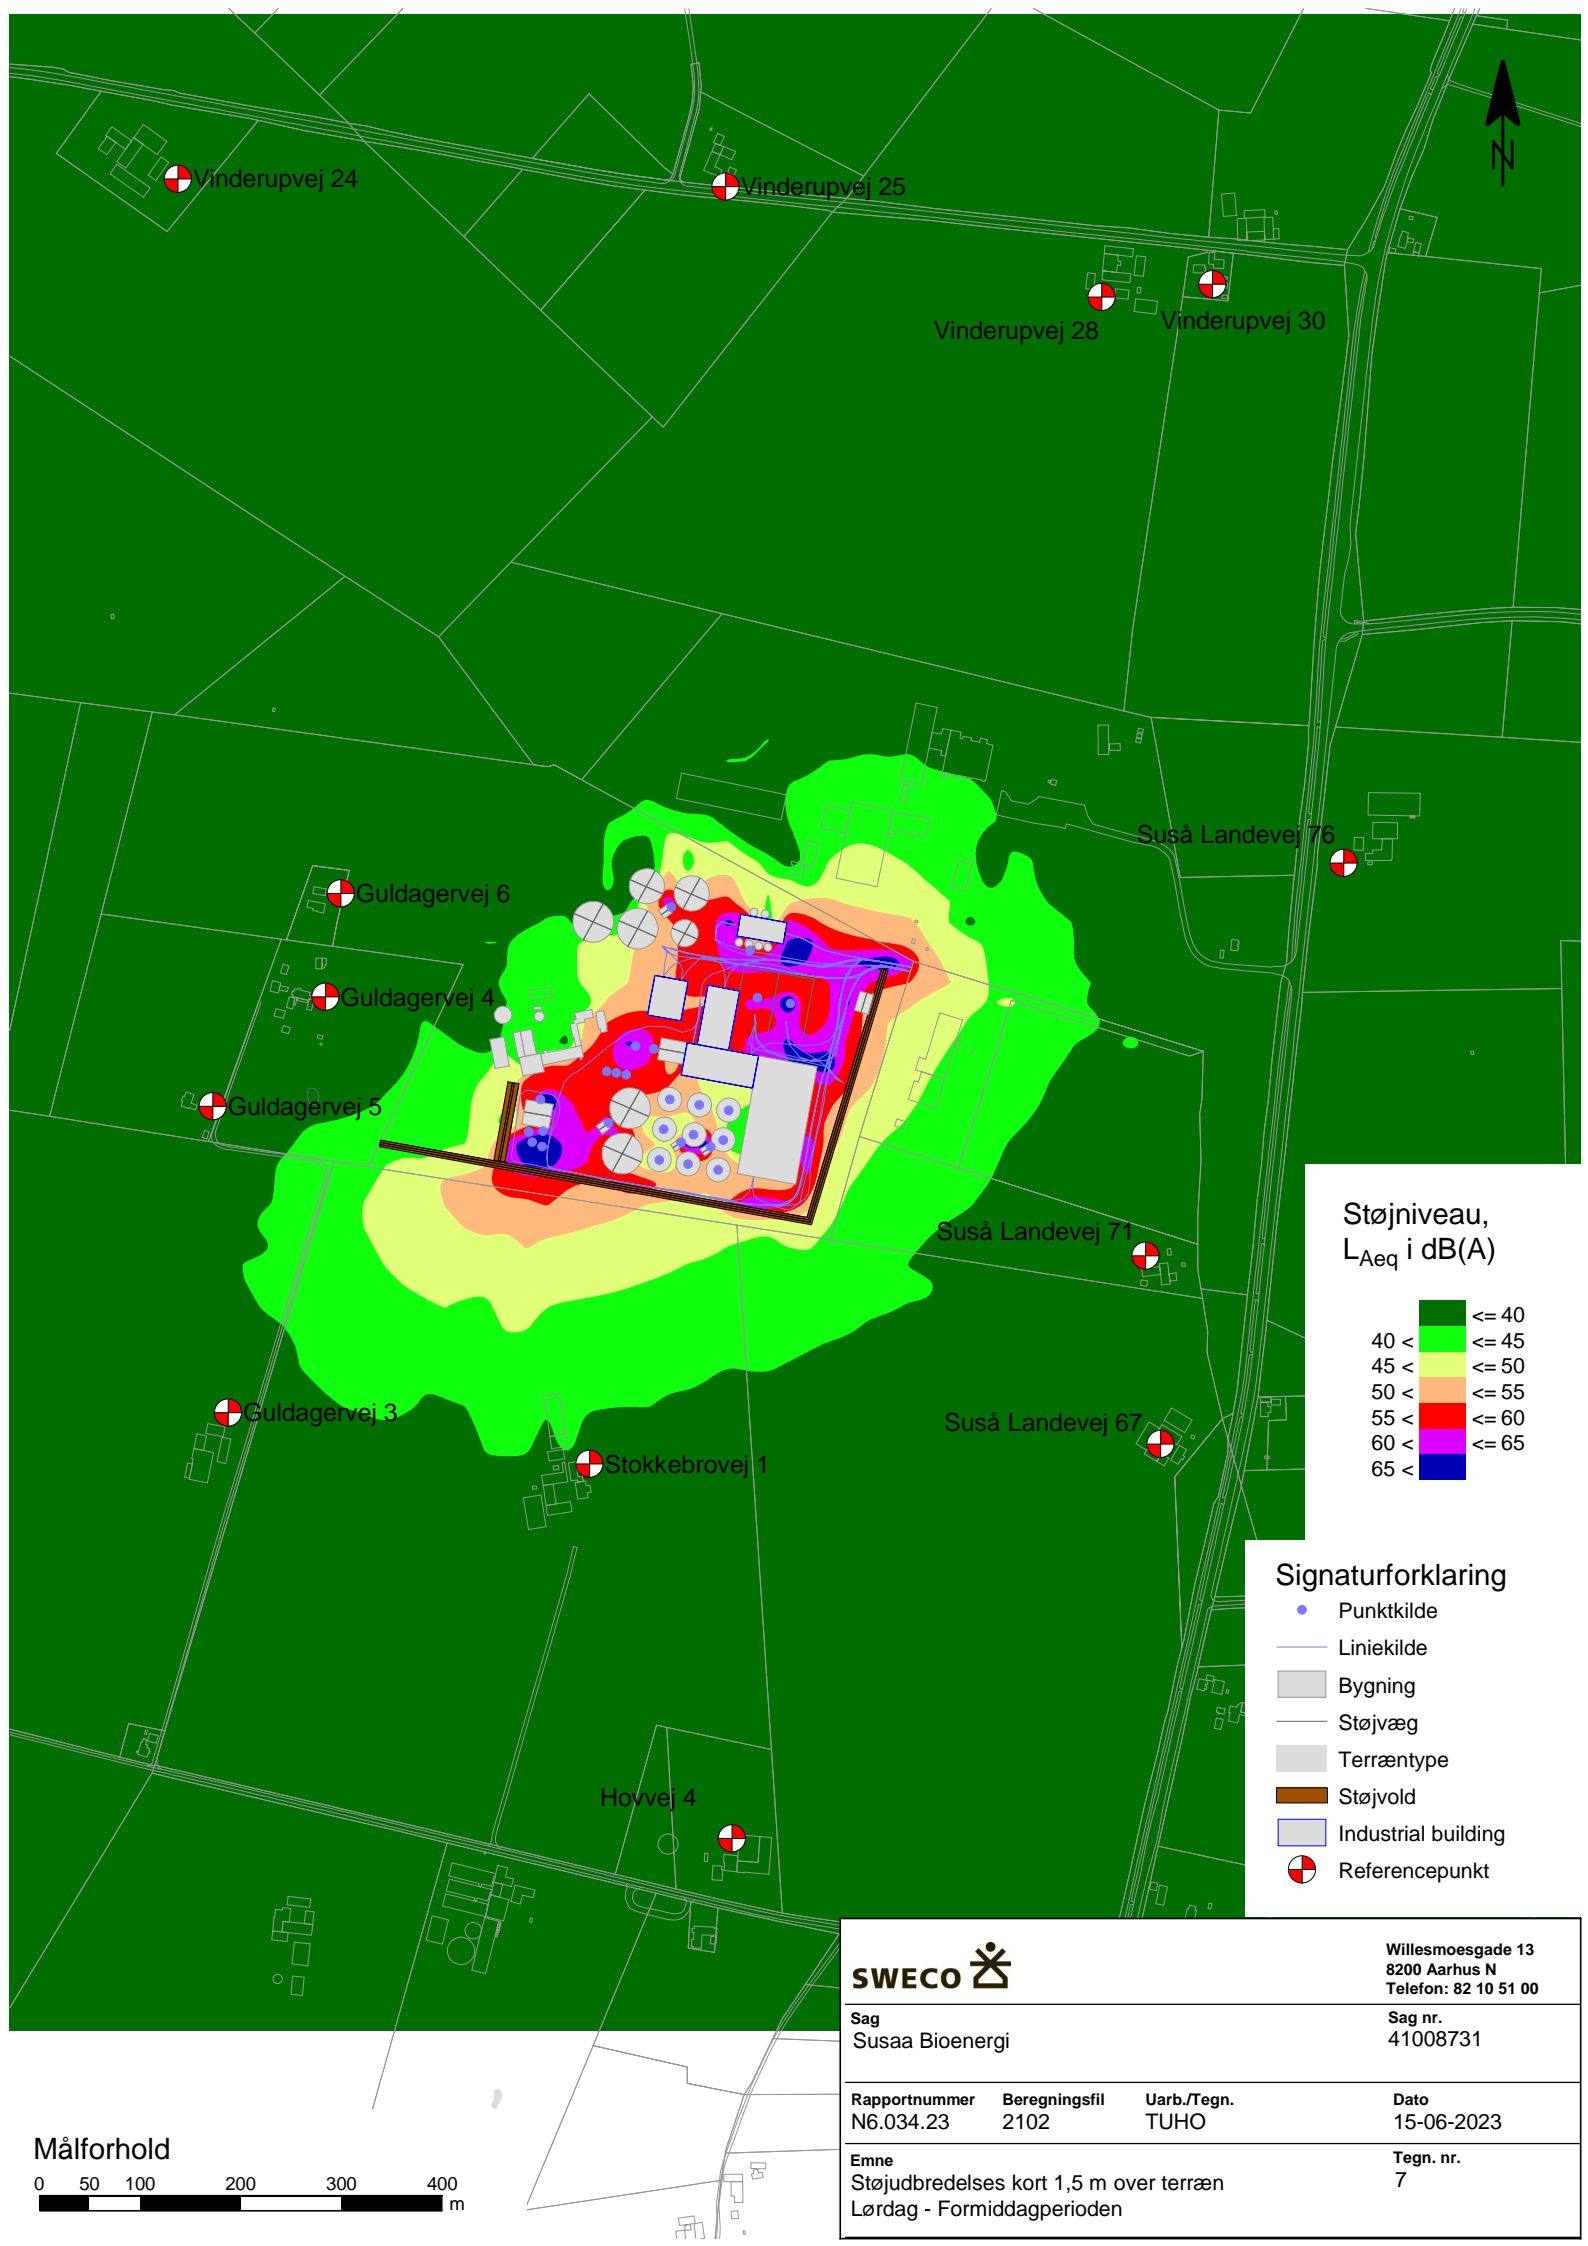 N
Vinderupvej 24
Vinderupvej 25
Vinderupvej 28
Vinderupvej 30
Suså Landevej 76
Guldagervej 6
Guldagervej 4
Guldagervej 5
Suså Landevej 71
Guldagervej 3
Suså Landevej 67
Stokkebrovej 1
Hovvej 4
Støjniveau,
LAeq i dB(A)
<= 40
40 < <= 45
45 < <= 50
50 < <= 55
55 < <= 60
60 < <= 65
65 <
Signaturforklaring
Punktkilde
Liniekilde
Bygning
Støjvæg
Terræntype
Støjvold
Industrial building
Referencepunkt
SWECO
Willesmoesgade 13
8200 Aarhus N
Telefon: 82 10 51 00
Sag
Susaa Bioenergi
Sag nr.
41008731
Rapportnummer Beregningsfil Uarb./Tegn. Dato
N6.034.23 2102 TUHO 15-06-2023
Emne
Støjudbredelses kort 1,5 m over terræn
Lørdag - Formiddagperioden
Tegn. nr.
7
Målforhold
0 50 100 200 300 400
m